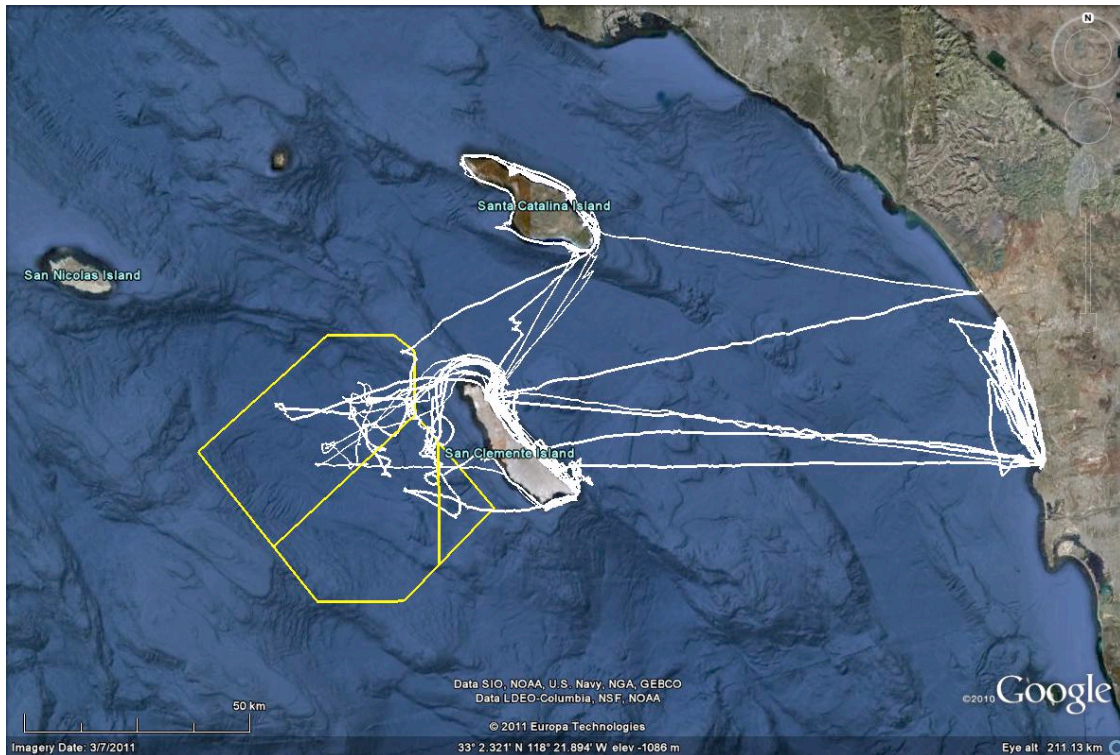 N
Santa Catalina Island
San Nicolas Island
San Clemente Island
Data SIO, NOAA, U.S. Navy, NGA, GEBCO
Data LDEO-Columbia, NSF, NOAA
©2010 Google
50 km
© 2011 Europa Technologies
Imagery Date: 3/7/2011 33° 2.321' N 118° 21.894' W elev -1086 m Eye alt 211.13 km